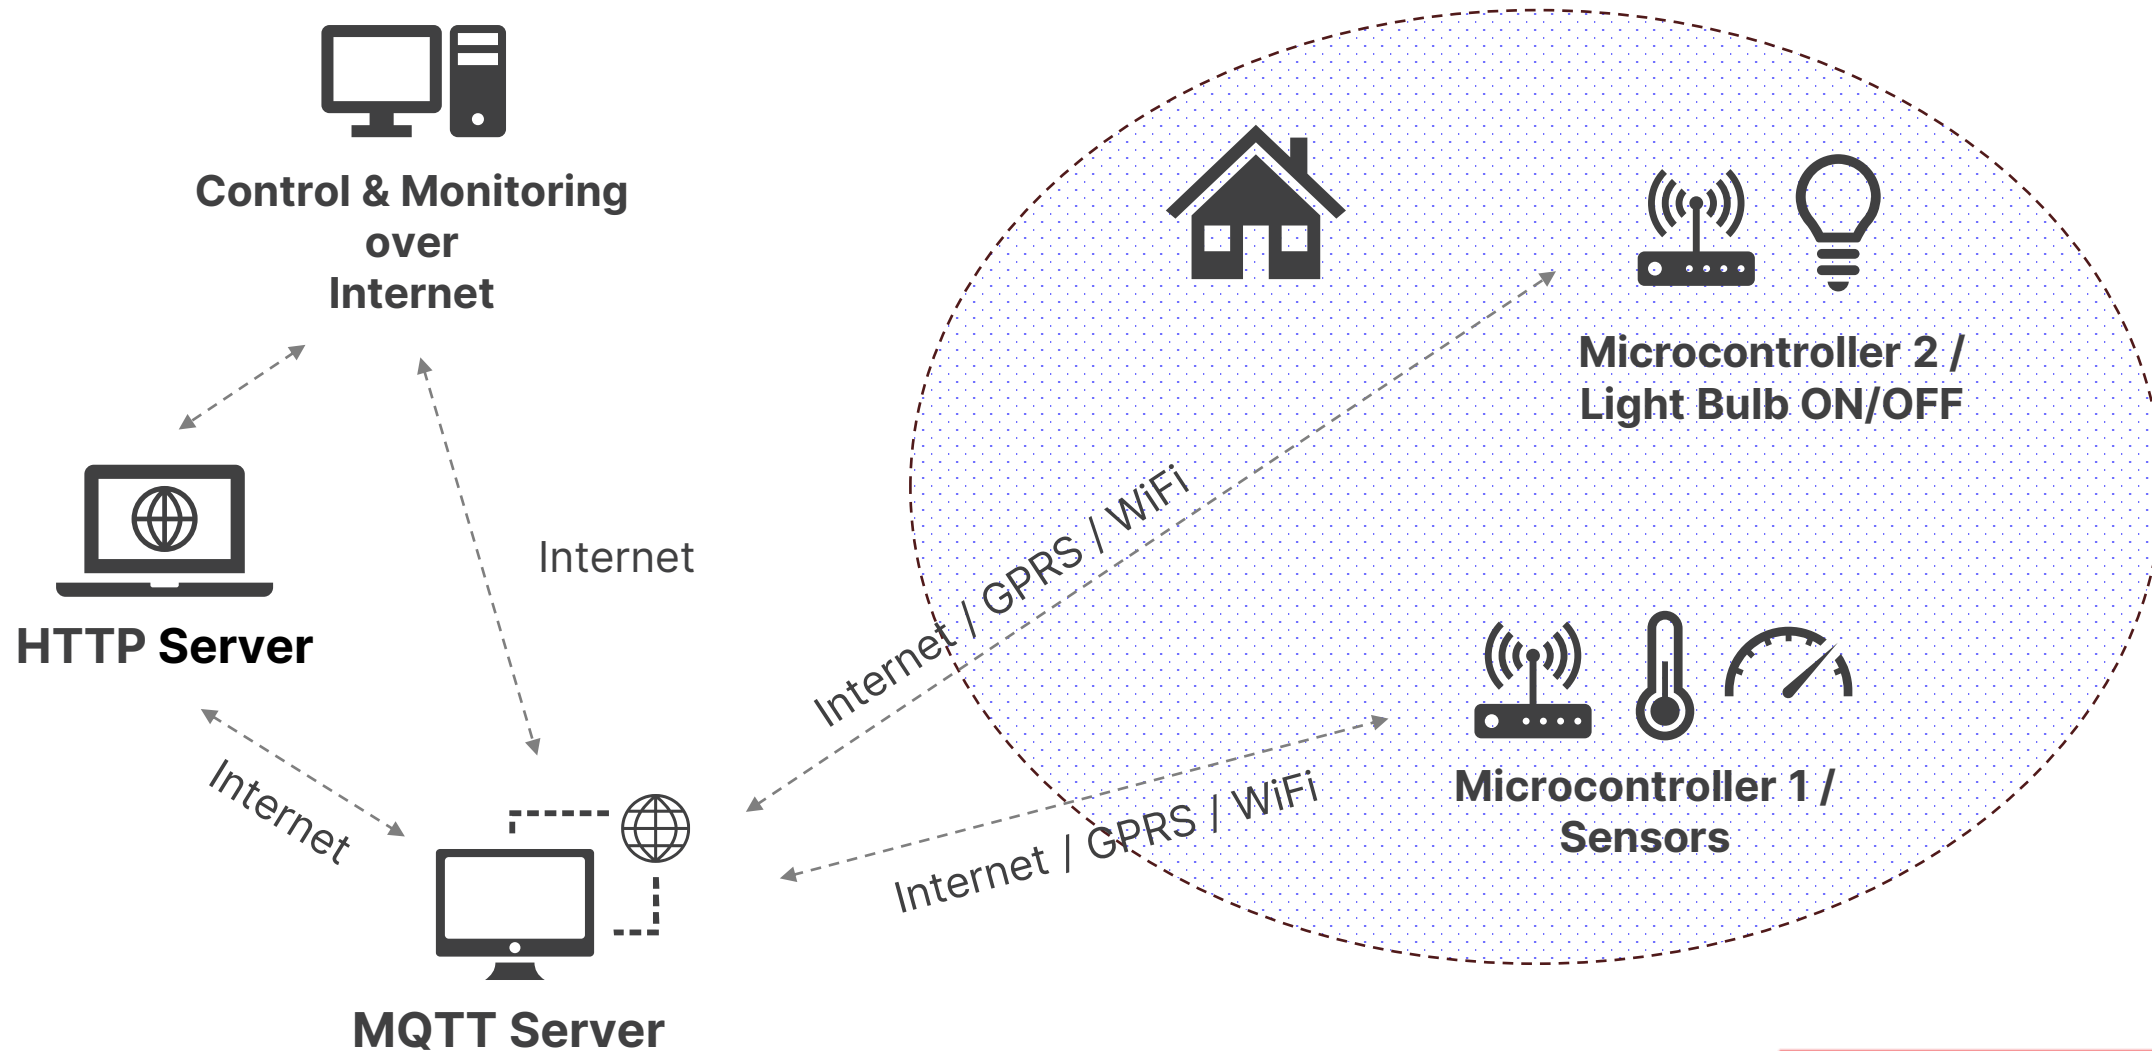 Control & Monitoring
over
Internet
Microcontroller 2 /
Light Bulb ON/OFF
Internet
Internet / GPRS / WiFi
HTTP Server
Internet
Internet / GPRS / WiFi
Microcontroller 1 /
Sensors
MQTT Server